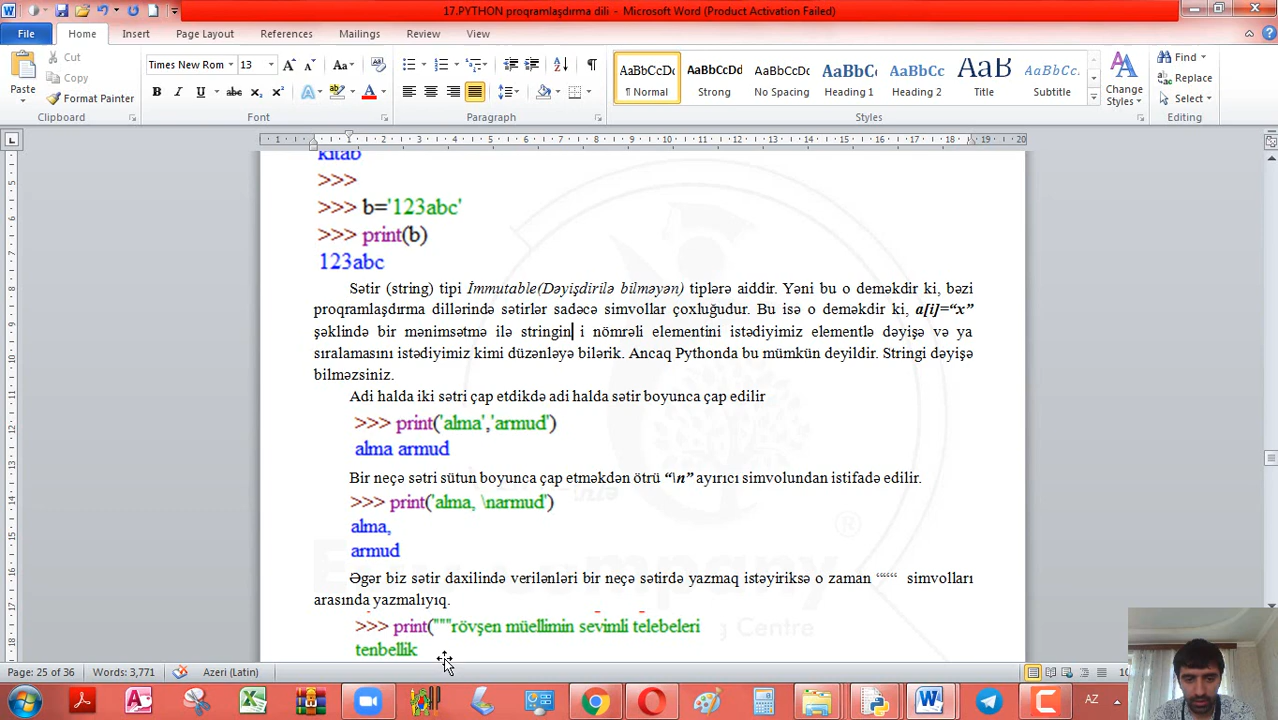 17.PYTHON proqramlaşdırma dili - Microsoft Word (Product Activation Failed)
File Home Insert Page Layout References Mailings Review View
Cut
Copy
Format Painter
Paste
Clipboard
Times New Rom 13
Font
Paragraph
AaBbCcDc AaBbCcDd AaBbCcDd AaBbC AaBbCc AaB AaBbCc.
¶ Normal Strong No Spacing Heading 1 Heading 2 Title Subtitle
Styles
Change Styles
Find
Replace
Select
Editing
kitab
>>>
>>> b='123abc'
>>> print(b)
123abc
Sətir (string) tipi İmmutable(Dəyişdirilə bilməyən) tiplərə aiddir. Yəni bu o deməkdir ki, bəzi
proqramlaşdırma dillərində sətirlər sadəcə simvollar çoxluğudur. Bu isə o deməkdir ki, a[i]=“x”
şəklində bir mənimsətmə ilə stringin i nömrəli elementini istədiyimiz elementlə dəyişə və ya
sıralamasını istədiyimiz kimi düzənləyə bilərik. Ancaq Pythonda bu mümkün deyildir. Stringi dəyişə
bilməzsiniz.
Adi halda iki sətri çap etdikdə adi halda sətir boyunca çap edilir
>>> print('alma','armud')
alma armud
Bir neçə sətri sütun boyunca çap etməkdən ötrü “\n” ayırıcı simvolundan istifadə edilir.
>>> print('alma, \narmud')
alma,
armud
Əgər biz sətir daxilində verilənləri bir neçə sətirdə yazmaq istəyiriksə o zaman “““ simvolları
arasında yazmalıyıq.
>>> print("""rövşen müellimin sevimli telebeleri
tenbellik
company
Centre
Page: 25 of 36 Words: 3,771 Azeri (Latin)
AZ